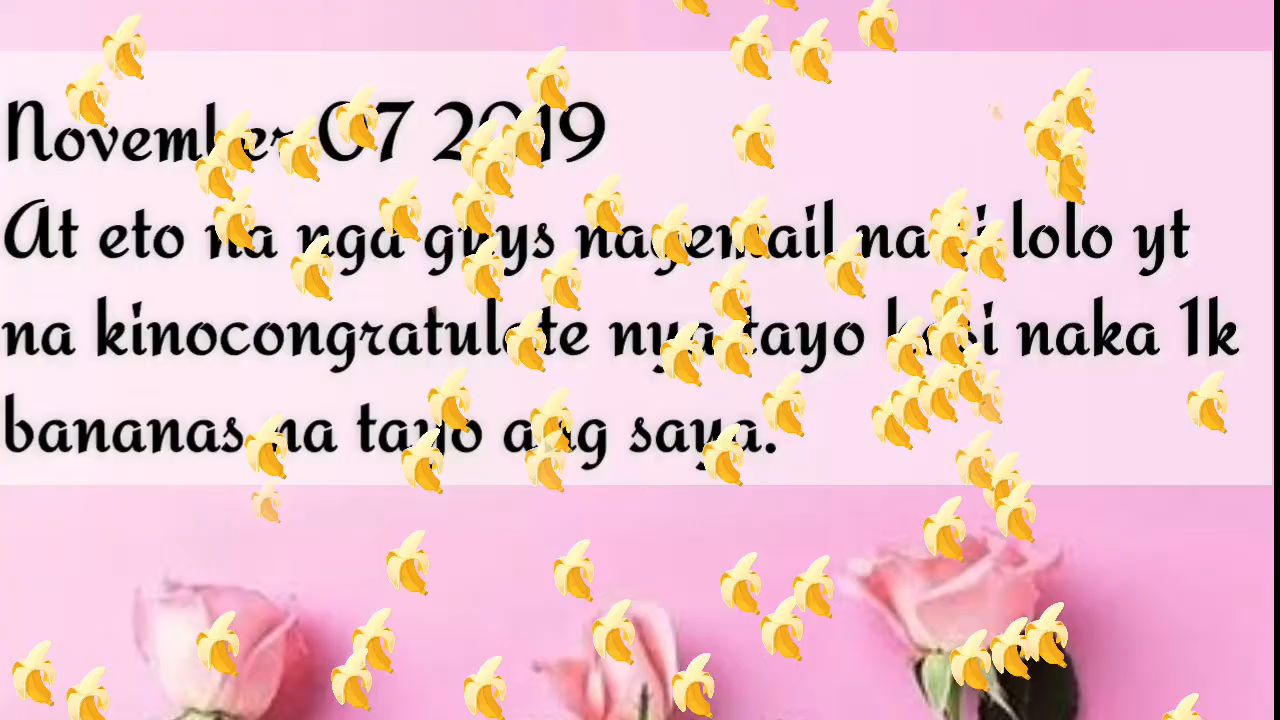 November 07 2019
At eto na nga guys nagemail na si lolo yt
na kinocongratulate nya tayo kasi naka 1k
bananas na tayo ang saya.